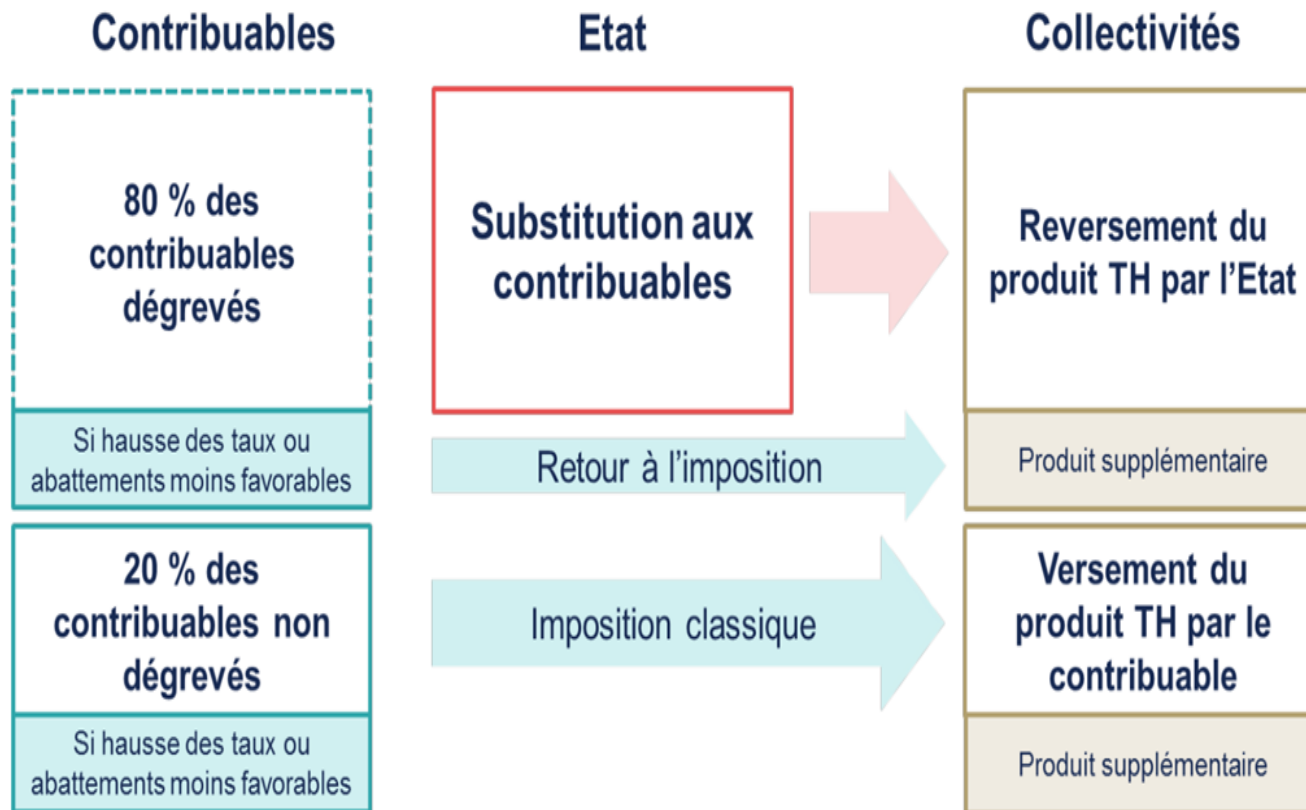 Contribuables
Etat
Collectivités
80 % des
contribuables
dégrevés
Substitution aux
contribuables
Reversement du
produit TH par l’Etat
Si hausse des taux ou
abattements moins favorables
Retour à l’imposition
Produit supplémentaire
20 % des
contribuables non
dégrevés
Imposition classique
Versement du
produit TH par le
contribuable
Si hausse des taux ou
abattements moins favorables
Produit supplémentaire